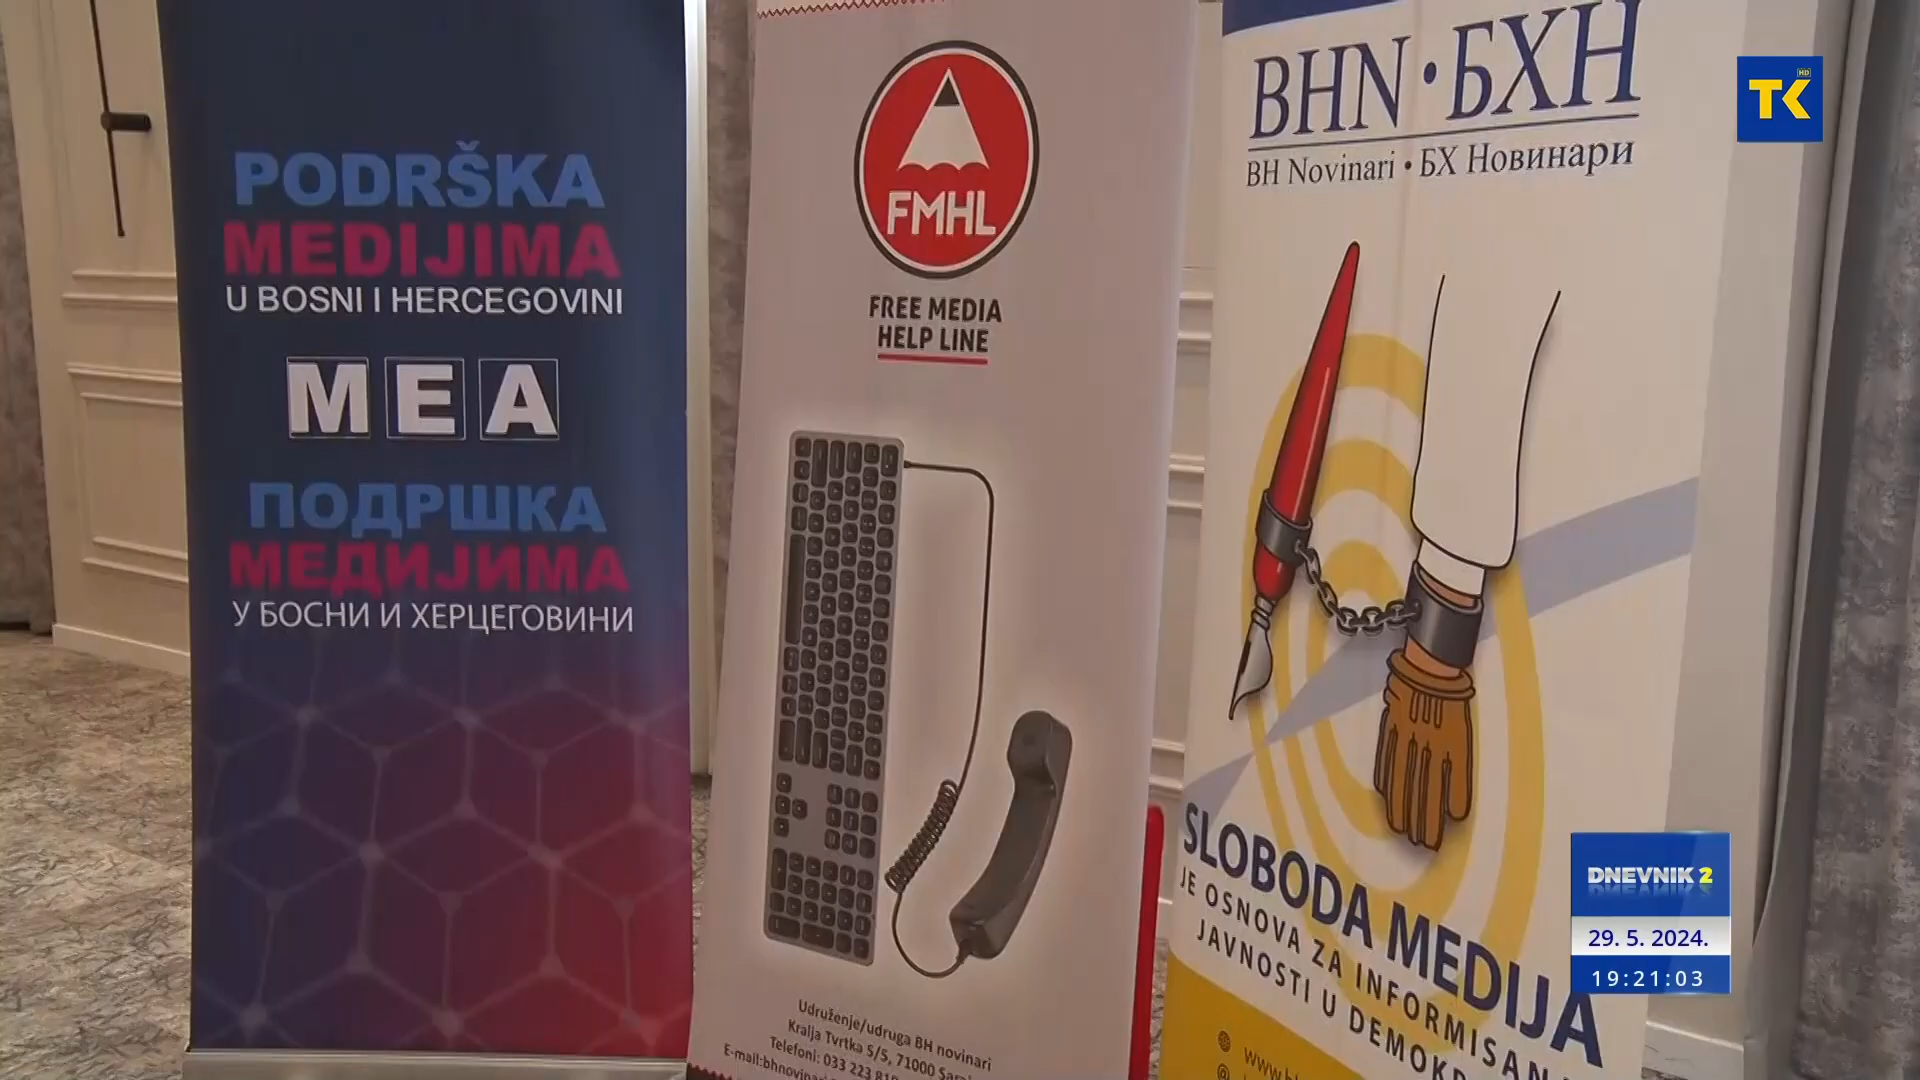 PODRŠKA
MEDIJIMA
U BOSNI I HERCEGOVINI
MEA
ПОДРШКА
МЕДИЈИМА
У БОСНИ И ХЕРЦЕГОВИНИ
FMHL
FREE MEDIA
HELP LINE
Udruženje/udruga BH novinari
Kralja Tvrtka 5/5, 71000
Telefoni: 033 223
E-mail:
BHN • БХН
BH Novinari • БХ Новинари
SLOBODA MEDIJA
JE OSNOVA ZA
JAVNOSTI U
TK HD
DNEVNIK 2
29. 5. 2024.
19:21:03